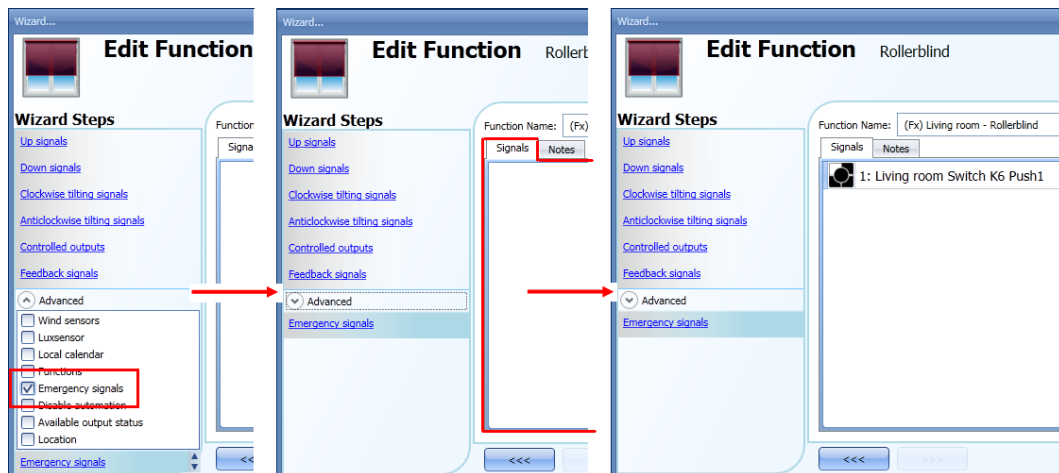 Wizard...
Edit Function
Wizard Steps
Up signals
Down signals
Clockwise tilting signals
Anticlockwise tilting signals
Controlled outputs
Feedback signals
Advanced
Wind sensors
Luxsensor
Local calendar
Functions
Emergency signals
Disable automation
Available output status
Location
Emergency signals
Function
Signa
<<
Wizard...
Edit Function Rollerb
Wizard Steps
Up signals
Down signals
Clockwise tilting signals
Anticlockwise tilting signals
Controlled outputs
Feedback signals
Advanced
Emergency signals
Function Name: (Fx)
Signals Notes
<<<
Wizard...
Edit Function Rollerblind
Wizard Steps
Up signals
Down signals
Clockwise tilting signals
Anticlockwise tilting signals
Controlled outputs
Feedback signals
Advanced
Emergency signals
Function Name: (Fx) Living room - Rollerblind
Signals Notes
1: Living room Switch K6 Push1
<<< >>>